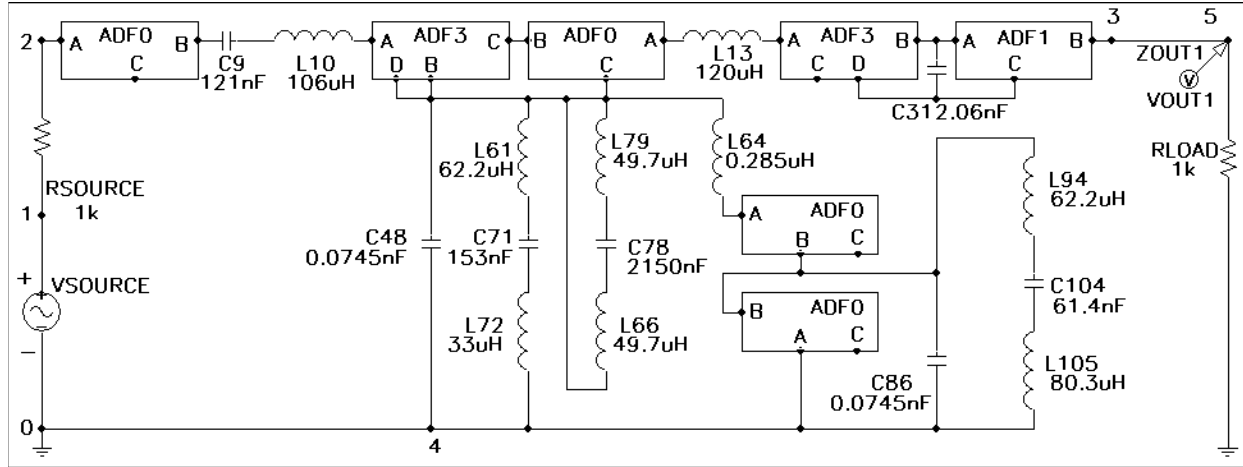 2 A ADF0 B C C9 121nF L10 106uH A ADF3 C D B B ADF0 A C L13 120uH A ADF3 B C D C312.06nF A ADF1 B C 3 5
ZOUT1
V
VOUT1
RSOURCE
1k
1
+
VSOURCE
–
0
4
C48
0.0745nF
L61
62.2uH
C71
153nF
L72
33uH
L79
49.7uH
C78
2150nF
L66
49.7uH
L64
0.285uH
A ADF0
B C
B ADF0
A C
C86
0.0745nF
L94
62.2uH
C104
61.4nF
L105
80.3uH
RLOAD
1k